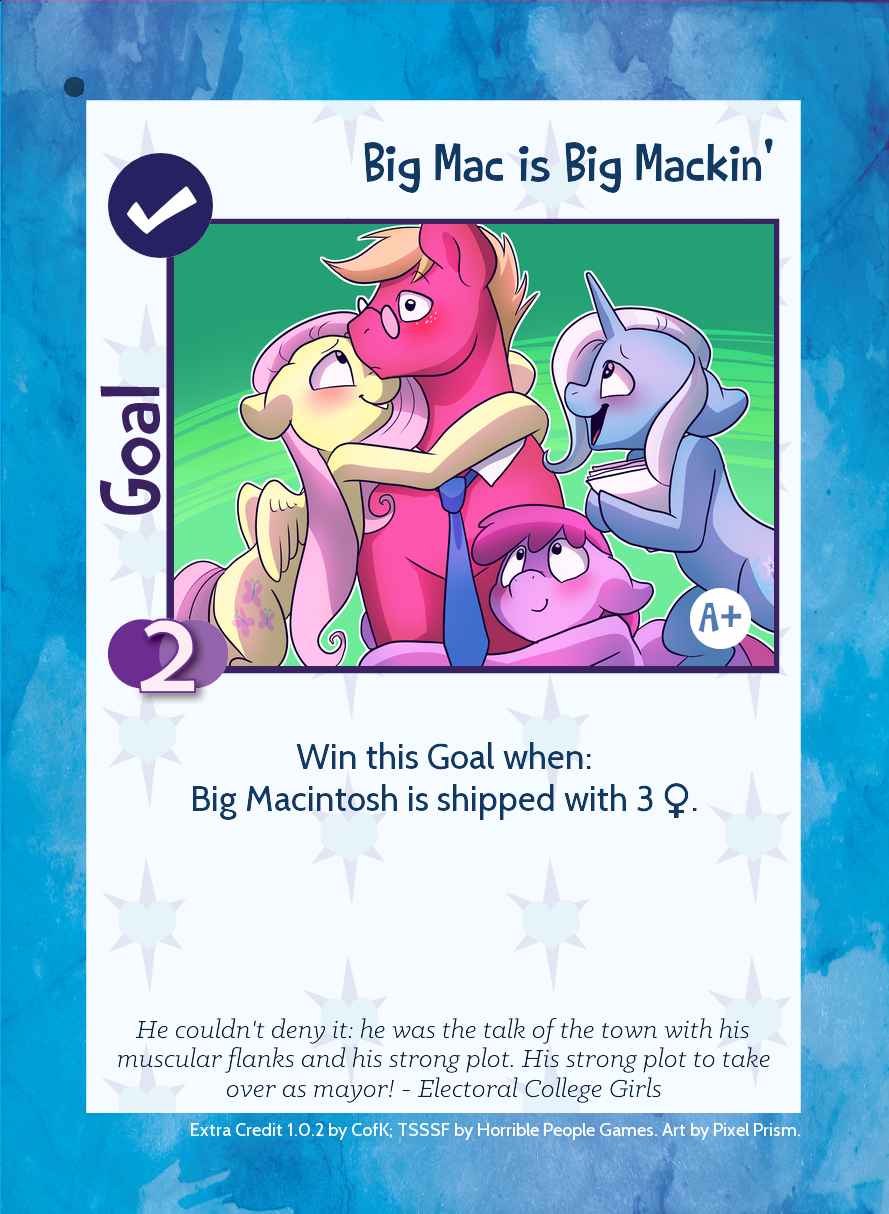 Big Mac is Big Mackin'
Goal
A+
2
Win this Goal when:
Big Macintosh is shipped with 3 ♀.
He couldn't deny it: he was the talk of the town with his
muscular flanks and his strong plot. His strong plot to take
over as mayor! - Electoral College Girls
Extra Credit 1.0.2 by CofK; TSSSF by Horrible People Games. Art by Pixel Prism.